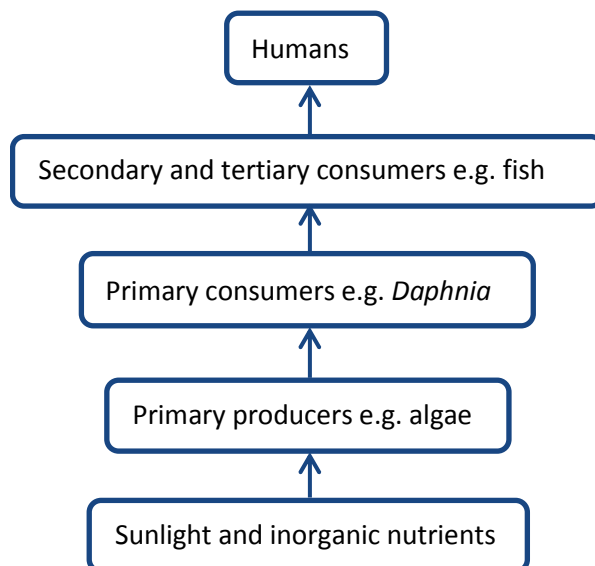 Humans
Secondary and tertiary consumers e.g. fish
Primary consumers e.g. Daphnia
Primary producers e.g. algae
Sunlight and inorganic nutrients